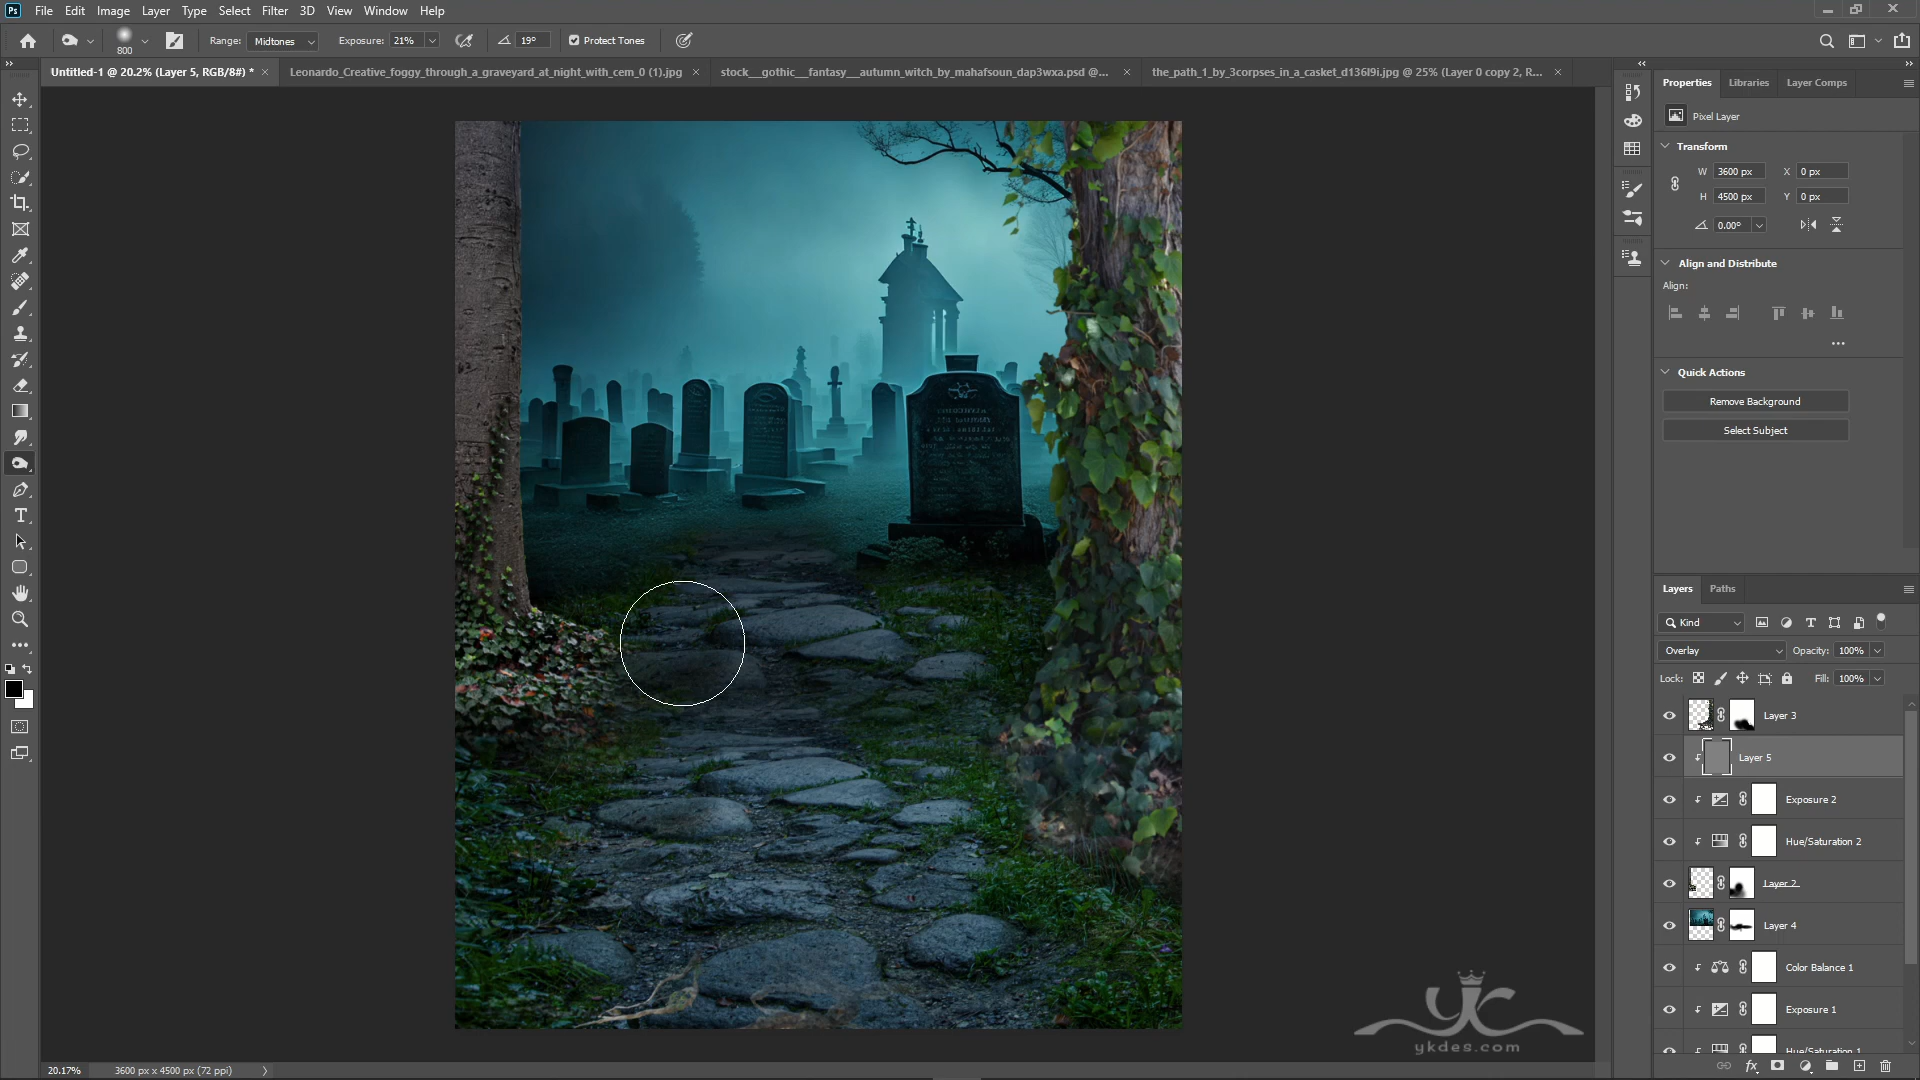 Ps File Edit Image Layer Type Select Filter 3D View Window Help
800 Range: Midtones Exposure: 21% 19° Protect Tones
Untitled-1 @ 20.2% (Layer 5, RGB/8#) * × Leonardo_Creative_foggy_through_a_graveyard_at_night_with_cem_0 (1).jpg × stock__gothic__fantasy__autumn_witch_by_mahafsoun_dap3wxa.psd @... × the_path_1_by_3corpses_in_a_casket_d136l9i.jpg @ 25% (Layer 0 copy 2, R... ×
Properties Libraries Layer Comps
Pixel Layer
Transform
W 3600 px X 0 px
H 4500 px Y 0 px
0.00°
Align and Distribute
Align:
Quick Actions
Remove Background
Select Subject
Layers Paths
Kind
Overlay Opacity: 100%
Lock: Fill: 100%
Layer 3
Layer 5
Exposure 2
Hue/Saturation 2
Layer 2
Layer 4
Color Balance 1
Exposure 1
Hue/Saturation 1
fx
ykdes.com
20.17% 3600 px x 4500 px (72 ppi)